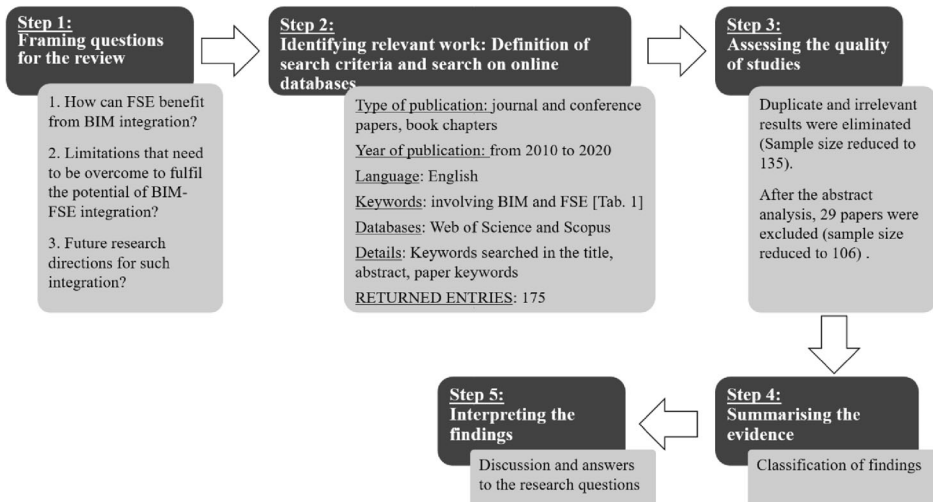 Step 1:
Framing questions
for the review
1. How can FSE benefit
from BIM integration?
2. Limitations that need
to be overcome to fulfil
the potential of BIM-
FSE integration?
3. Future research
directions for such
integration?
Step 2:
Identifying relevant work: Definition of
search criteria and search on online
databases
Type of publication: journal and conference
papers, book chapters
Year of publication: from 2010 to 2020
Language: English
Keywords: involving BIM and FSE [Tab. 1]
Databases: Web of Science and Scopus
Details: Keywords searched in the title,
abstract, paper keywords
RETURNED ENTRIES: 175
Step 3:
Assessing the quality
of studies
Duplicate and irrelevant
results were eliminated
(Sample size reduced to
135).
After the abstract
analysis, 29 papers were
excluded (sample size
reduced to 106) .
Step 4:
Summarising the
evidence
Classification of findings
Step 5:
Interpreting the
findings
Discussion and answers
to the research questions